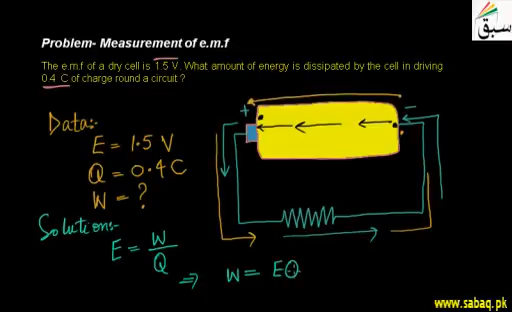 سبق
Problem- Measurement of e.m.f
The e.m.f of a dry cell is 1.5 V. What amount of energy is dissipated by the cell in driving
0.4 C of charge round a circuit ?
Data:-
E = 1.5 V
Q = 0.4 C
W = ?
Solution:-
E = W/Q
⇒ W = EQ
+ −
www.sabaq.pk